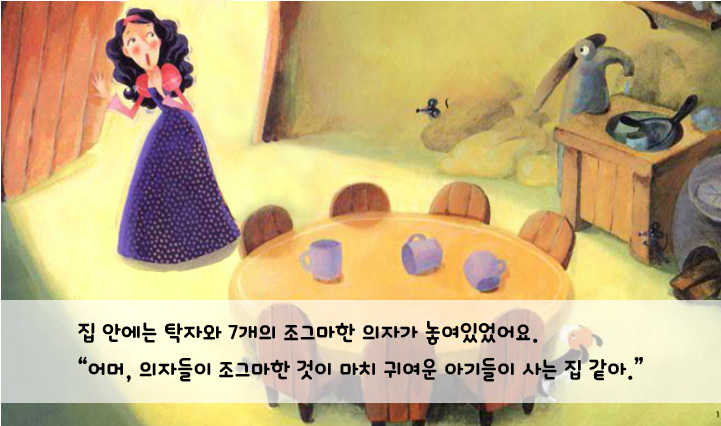 집 안에는 탁자와 7개의 조그마한 의자가 놓여있었어요.
“어머, 의자들이 조그마한 것이 마치 귀여운 아기들이 사는 집 같아.”
1